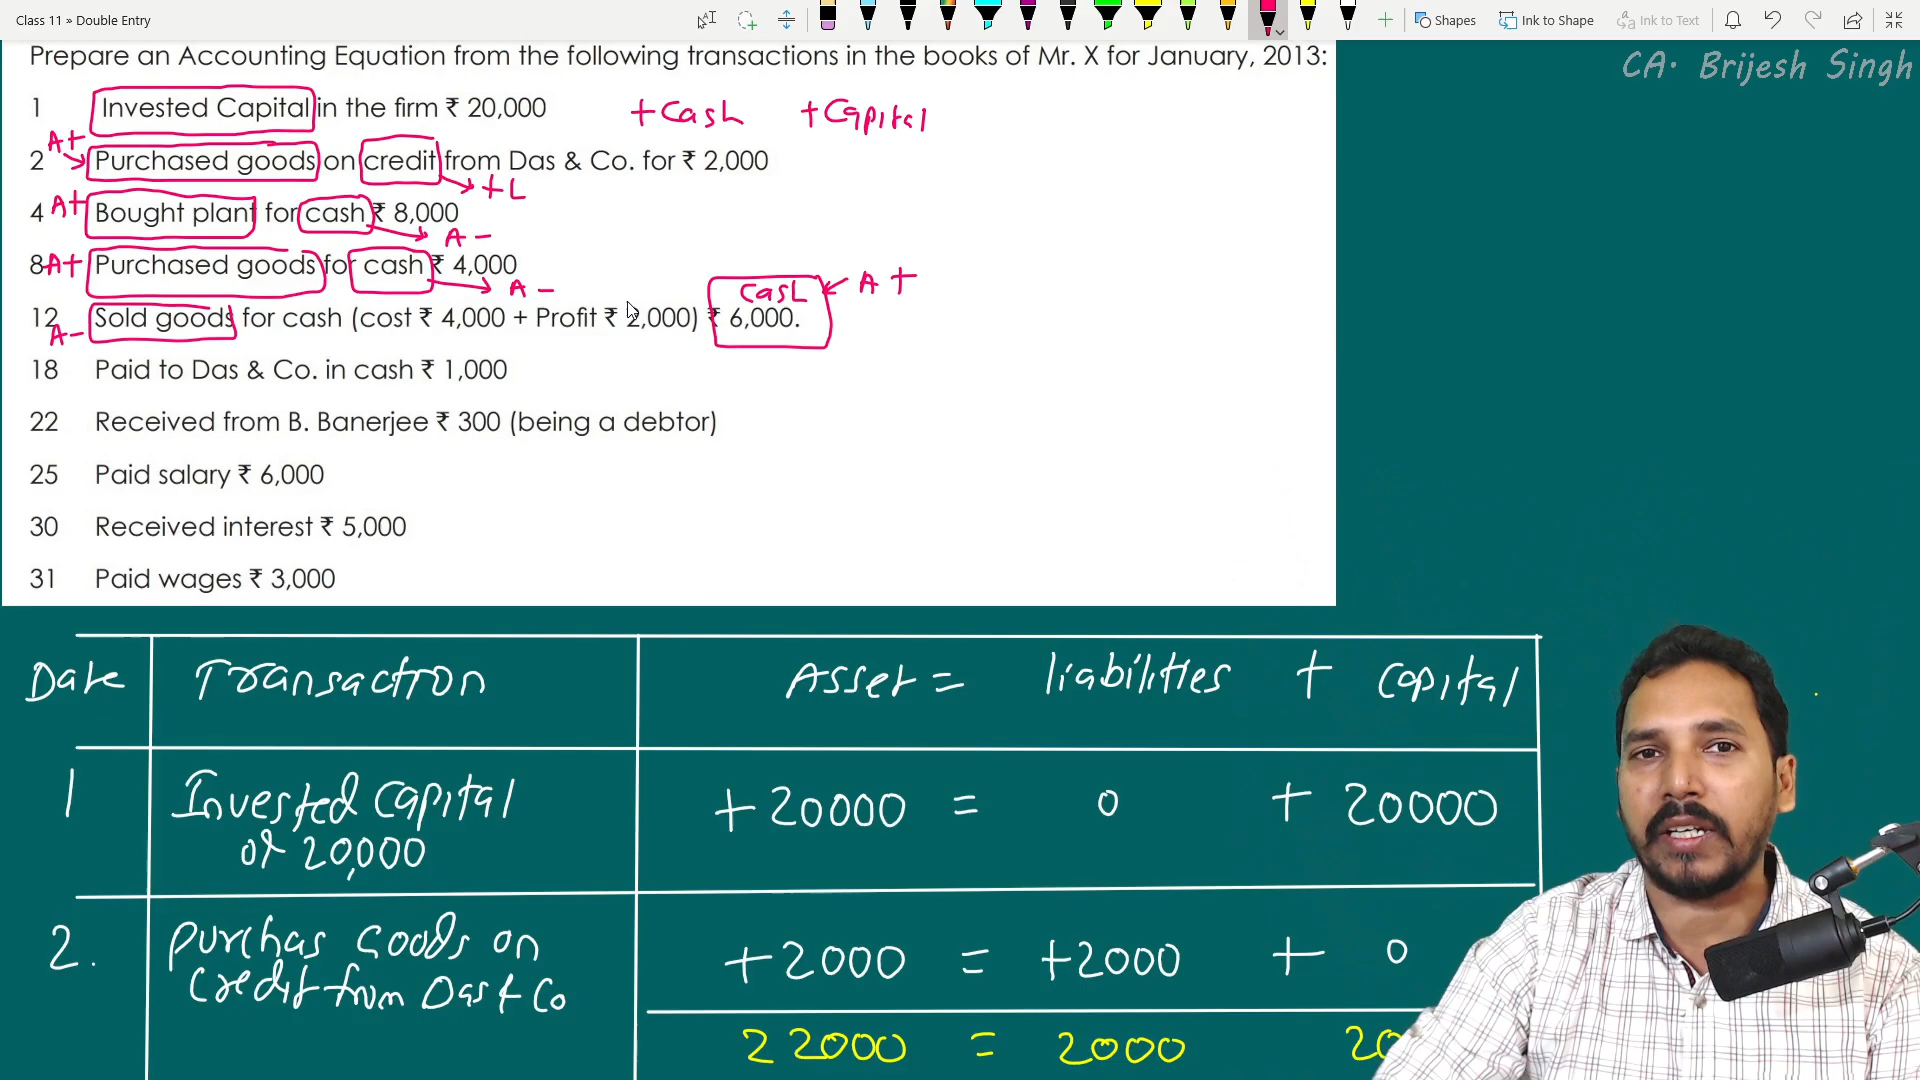 Class 11 » Double Entry
Shapes
Ink to Shape
Ink to Text
CA. Brijesh Singh
Prepare an Accounting Equation from the following transactions in the books of Mr. X for January, 2013:
1 Invested Capital in the firm ₹ 20,000 +Cash +Capital
A+
2 Purchased goods on credit from Das & Co. for ₹ 2,000
+L
4 A+ Bought plant for cash ₹ 8,000
A-
8 A+ Purchased goods for cash ₹ 4,000
A- Cash A+
12 Sold goods for cash (cost ₹ 4,000 + Profit ₹ 2,000) ₹ 6,000.
A-
18 Paid to Das & Co. in cash ₹ 1,000
22 Received from B. Banerjee ₹ 300 (being a debtor)
25 Paid salary ₹ 6,000
30 Received interest ₹ 5,000
31 Paid wages ₹ 3,000
Date Transaction Asset = liabilities + capital
1 Invested capital +20000 = 0 + 20000
of 20,000
2. Purchas Goods on +2000 = +2000 + 0
Credit from Das & Co
22000 = 2000 20